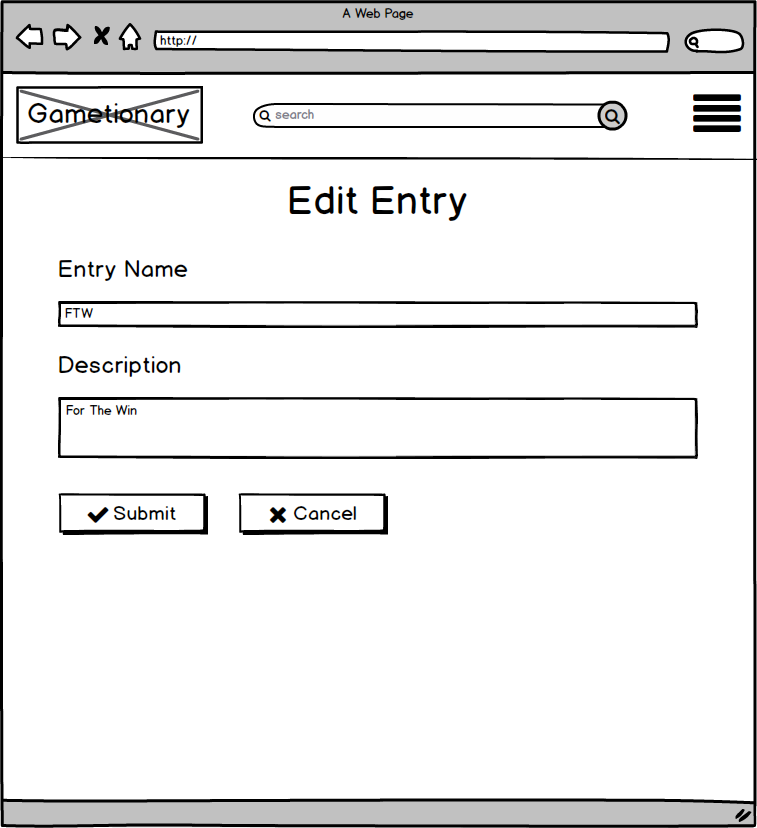 A Web Page
http://
Gametionary
search
Edit Entry
Entry Name
FTW
Description
For The Win
Submit
Cancel